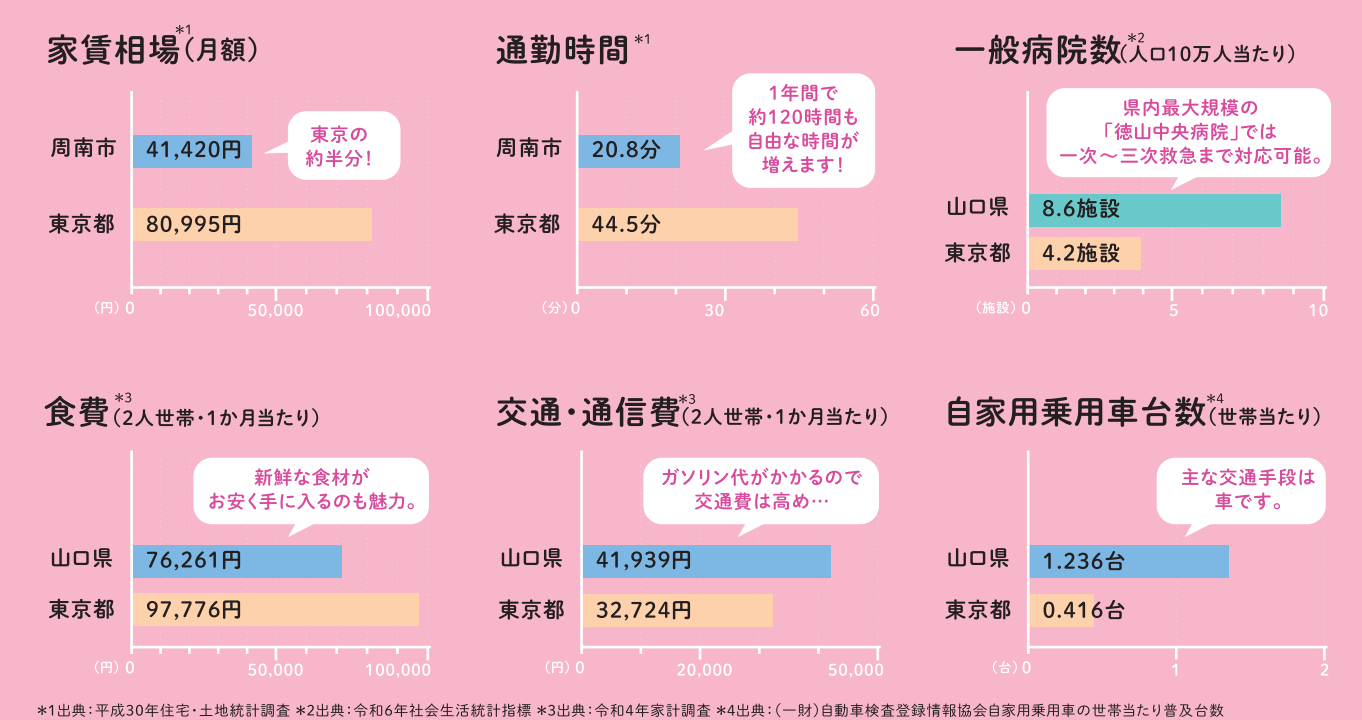 家賃相場*1(月額)
周南市 41,420円
東京の
約半分!
東京都 80,995円
(円) 0 50,000 100,000
通勤時間 *1
1年間で
約120時間も
自由な時間が
増えます!
周南市 20.8分
東京都 44.5分
(分) 0 30 60
一般病院数*2(人口10万人当たり)
県内最大規模の
「徳山中央病院」では
一次～三次救急まで対応可能。
山口県 8.6施設
東京都 4.2施設
(施設) 0 5 10
食費*3(2人世帯・1か月当たり)
新鮮な食材が
お安く手に入るのも魅力。
山口県 76,261円
東京都 97,776円
(円) 0 50,000 100,000
交通・通信費*3(2人世帯・1か月当たり)
ガソリン代がかかるので
交通費は高め…
山口県 41,939円
東京都 32,724円
(円) 0 20,000 50,000
自家用乗用車台数*4(世帯当たり)
主な交通手段は
車です。
山口県 1.236台
東京都 0.416台
(台) 0 1 2
*1出典:平成30年住宅・土地統計調査 *2出典:令和6年社会生活統計指標 *3出典:令和4年家計調査 *4出典:(一財)自動車検査登録情報協会自家用乗用車の世帯当たり普及台数